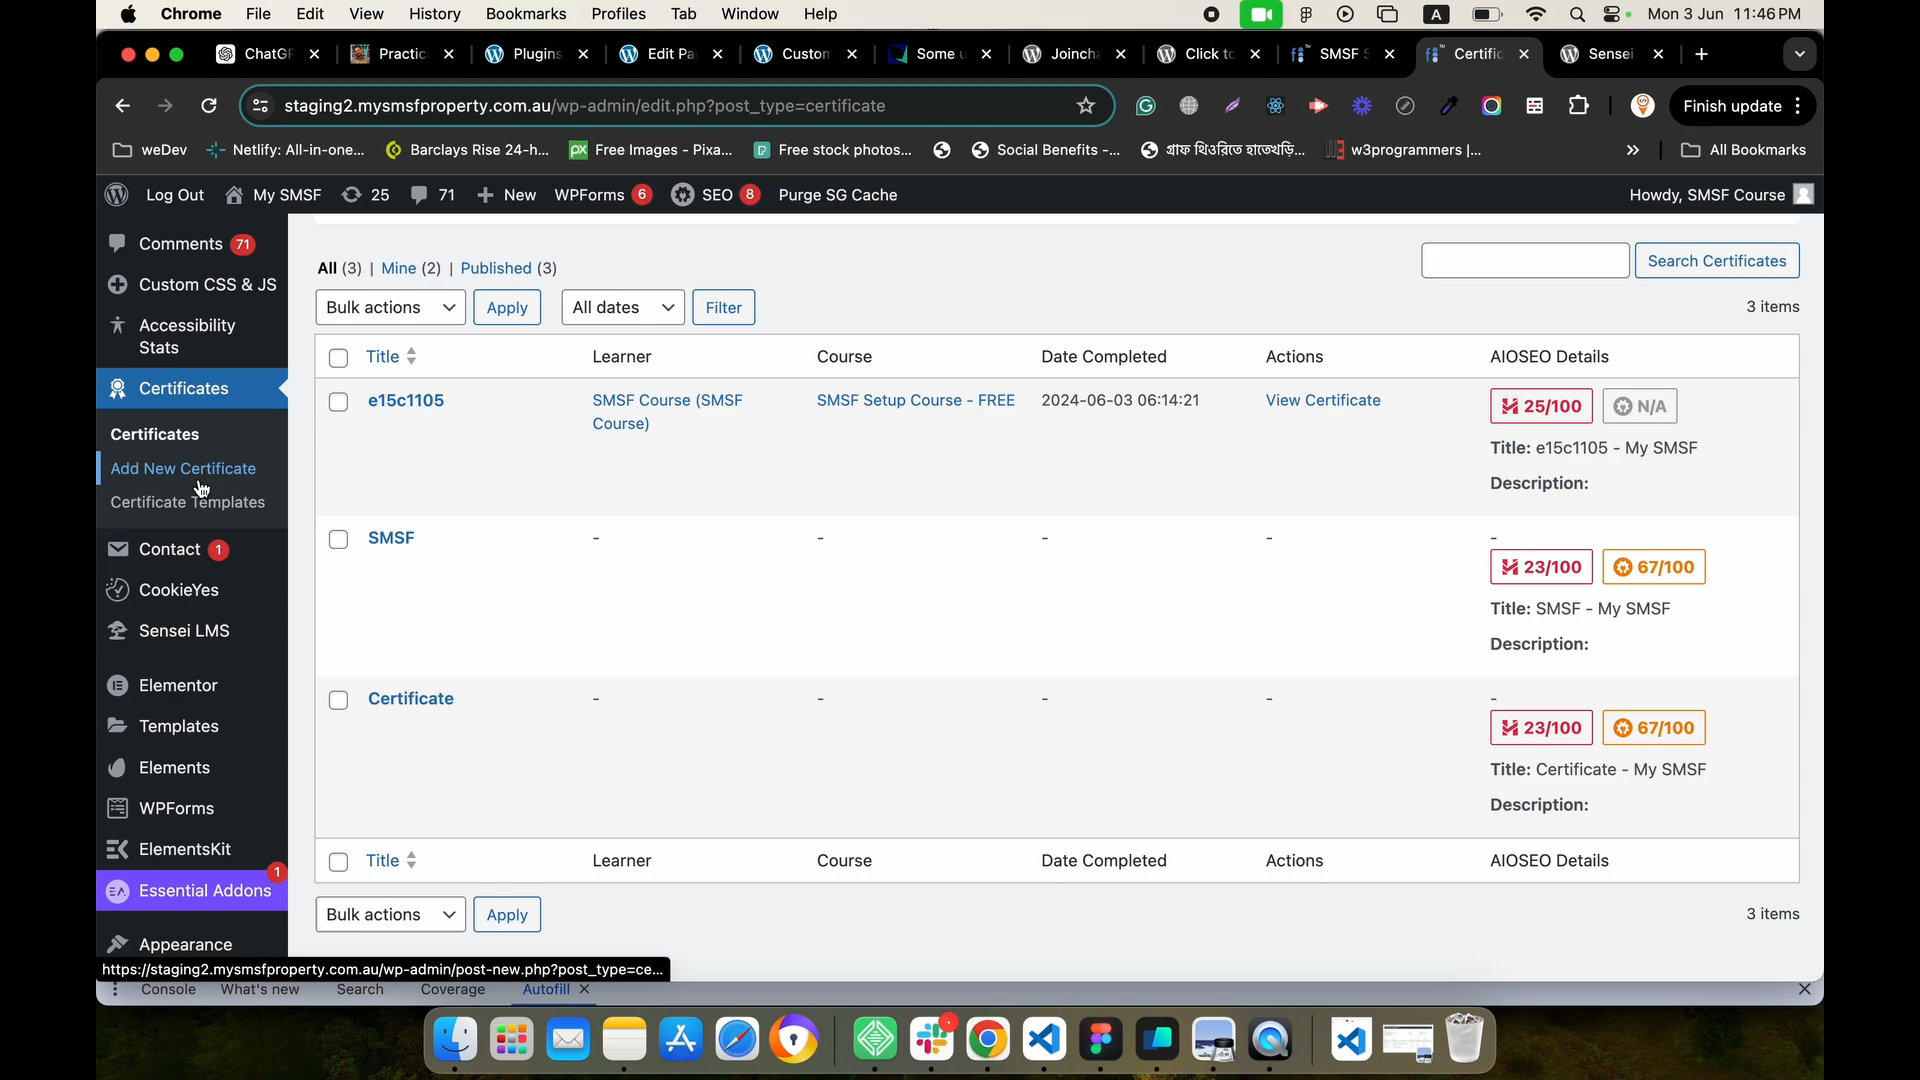 Chrome File Edit View History Bookmarks Profiles Tab Window Help A Mon 3 Jun 11:46 PM
ChatGF Practic Plugins Edit Pa Custom Some u Joinch Click to SMSF S Certific Sensei
staging2.mysmsfproperty.com.au/wp-admin/edit.php?post_type=certificate Finish update
weDev Netlify: All-in-one... Barclays Rise 24-h... Free Images - Pixa... Free stock photos... Social Benefits -... গ্রাফ থিওরিতে হাতেখড়ি... w3programmers |... » All Bookmarks
Log Out My SMSF 25 71 New WPForms 6 SEO 8 Purge SG Cache Howdy, SMSF Course
Comments 71
Custom CSS & JS
Accessibility
Stats
Certificates
Certificates
Add New Certificate
Certificate Templates
Contact 1
CookieYes
Sensei LMS
Elementor
Templates
Elements
WPForms
ElementsKit
Essential Addons 1
Appearance
All (3) | Mine (2) | Published (3)
Search Certificates
Bulk actions Apply All dates Filter 3 items
Title Learner Course Date Completed Actions AIOSEO Details
e15c1105 SMSF Course (SMSF SMSF Setup Course - FREE 2024-06-03 06:14:21 View Certificate 25/100 N/A
Course)
Title: e15c1105 - My SMSF
Description:
SMSF - - - - -
23/100 67/100
Title: SMSF - My SMSF
Description:
Certificate - - - - -
23/100 67/100
Title: Certificate - My SMSF
Description:
Title Learner Course Date Completed Actions AIOSEO Details
Bulk actions Apply 3 items
https://staging2.mysmsfproperty.com.au/wp-admin/post-new.php?post_type=ce...
Console What's new Search Coverage Autofill